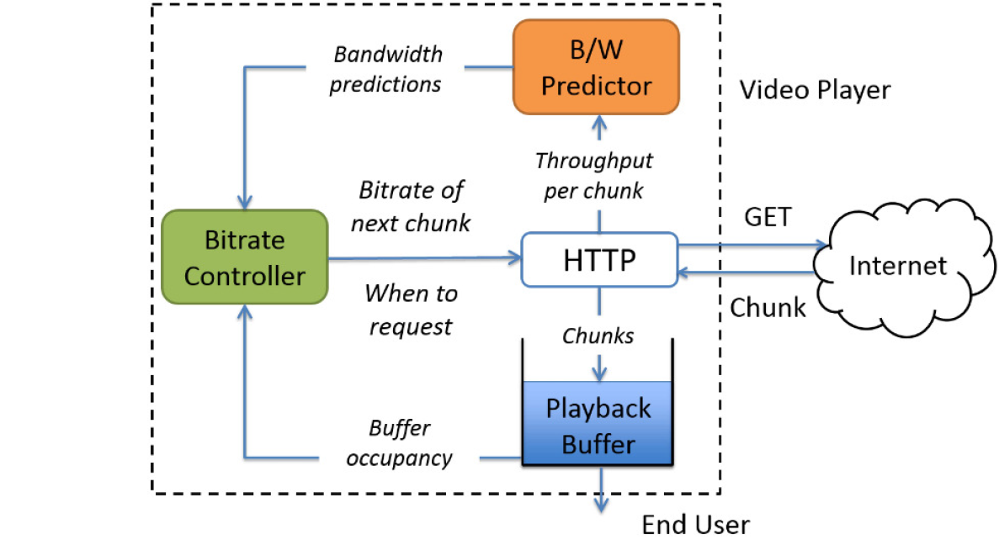 Bandwidth
predictions
B/W
Predictor
Video Player
Throughput
per chunk
Bitrate of
next chunk
GET
Bitrate
Controller
HTTP
Internet
When to
request
Chunk
Chunks
Playback
Buffer
Buffer
occupancy
End User